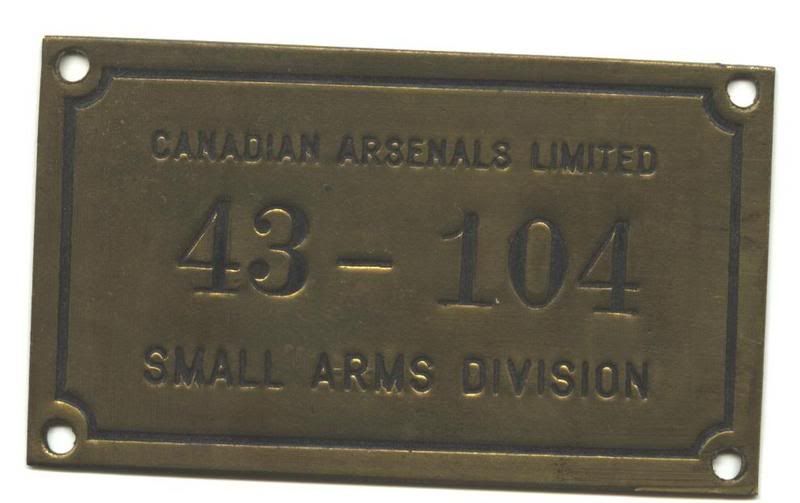 CANADIAN ARSENALS LIMITED
43 - 104
SMALL ARMS DIVISION